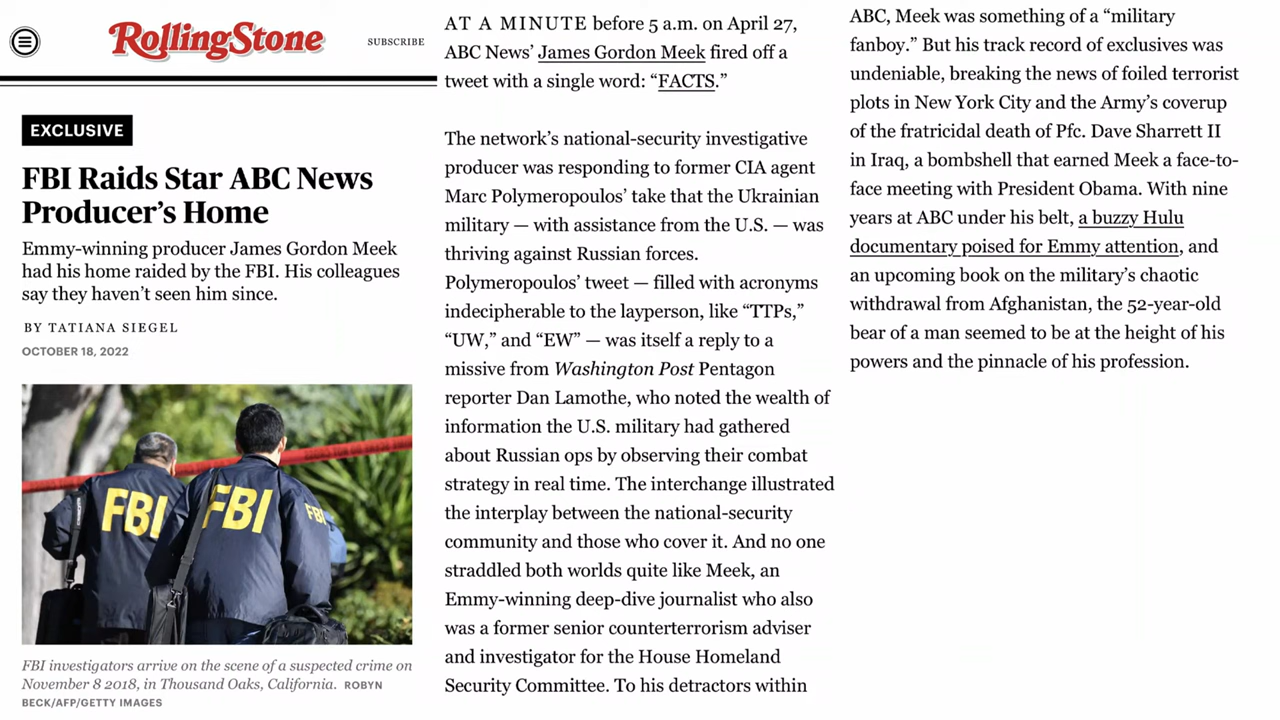 RollingStone
SUBSCRIBE
EXCLUSIVE
FBI Raids Star ABC News
Producer’s Home
Emmy-winning producer James Gordon Meek
had his home raided by the FBI. His colleagues
say they haven’t seen him since.
BY TATIANA SIEGEL
OCTOBER 18, 2022
FBI
FBI
FBI
FBI investigators arrive on the scene of a suspected crime on
November 8 2018, in Thousand Oaks, California. ROBYN
BECK/AFP/GETTY IMAGES
AT A MINUTE before 5 a.m. on April 27,
ABC News’ James Gordon Meek fired off a
tweet with a single word: “FACTS.”
The network’s national-security investigative
producer was responding to former CIA agent
Marc Polymeropoulos’ take that the Ukrainian
military — with assistance from the U.S. — was
thriving against Russian forces.
Polymeropoulos’ tweet — filled with acronyms
indecipherable to the layperson, like “TTPs,”
“UW,” and “EW” — was itself a reply to a
missive from Washington Post Pentagon
reporter Dan Lamothe, who noted the wealth of
information the U.S. military had gathered
about Russian ops by observing their combat
strategy in real time. The interchange illustrated
the interplay between the national-security
community and those who cover it. And no one
straddled both worlds quite like Meek, an
Emmy-winning deep-dive journalist who also
was a former senior counterterrorism adviser
and investigator for the House Homeland
Security Committee. To his detractors within
ABC, Meek was something of a “military
fanboy.” But his track record of exclusives was
undeniable, breaking the news of foiled terrorist
plots in New York City and the Army’s coverup
of the fratricidal death of Pfc. Dave Sharrett II
in Iraq, a bombshell that earned Meek a face-to-
face meeting with President Obama. With nine
years at ABC under his belt, a buzzy Hulu
documentary poised for Emmy attention, and
an upcoming book on the military’s chaotic
withdrawal from Afghanistan, the 52-year-old
bear of a man seemed to be at the height of his
powers and the pinnacle of his profession.